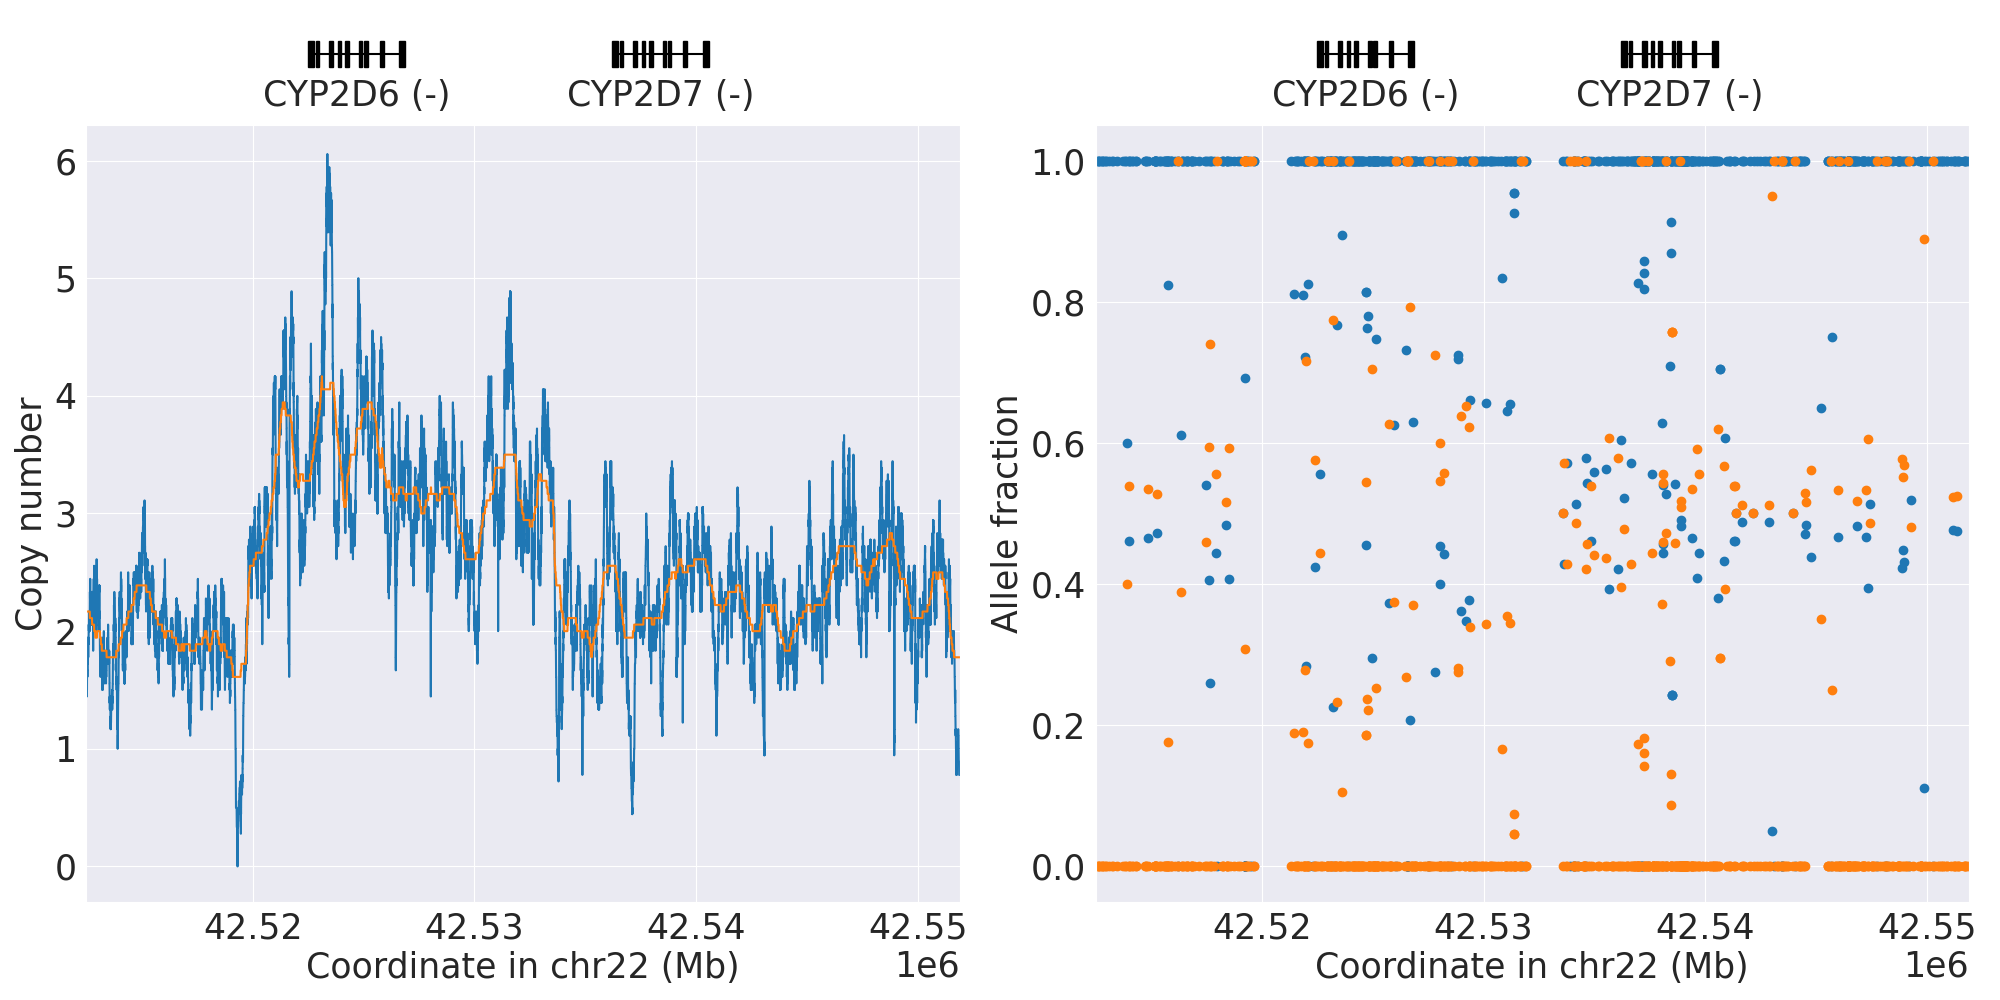 CYP2D6 (-) CYP2D7 (-)
6
5
4
3
2
1
0
Copy number
42.52 42.53 42.54 42.55
Coordinate in chr22 (Mb) 1e6
CYP2D6 (-) CYP2D7 (-)
1.0
0.8
0.6
0.4
0.2
0.0
Allele fraction
42.52 42.53 42.54 42.55
Coordinate in chr22 (Mb) 1e6